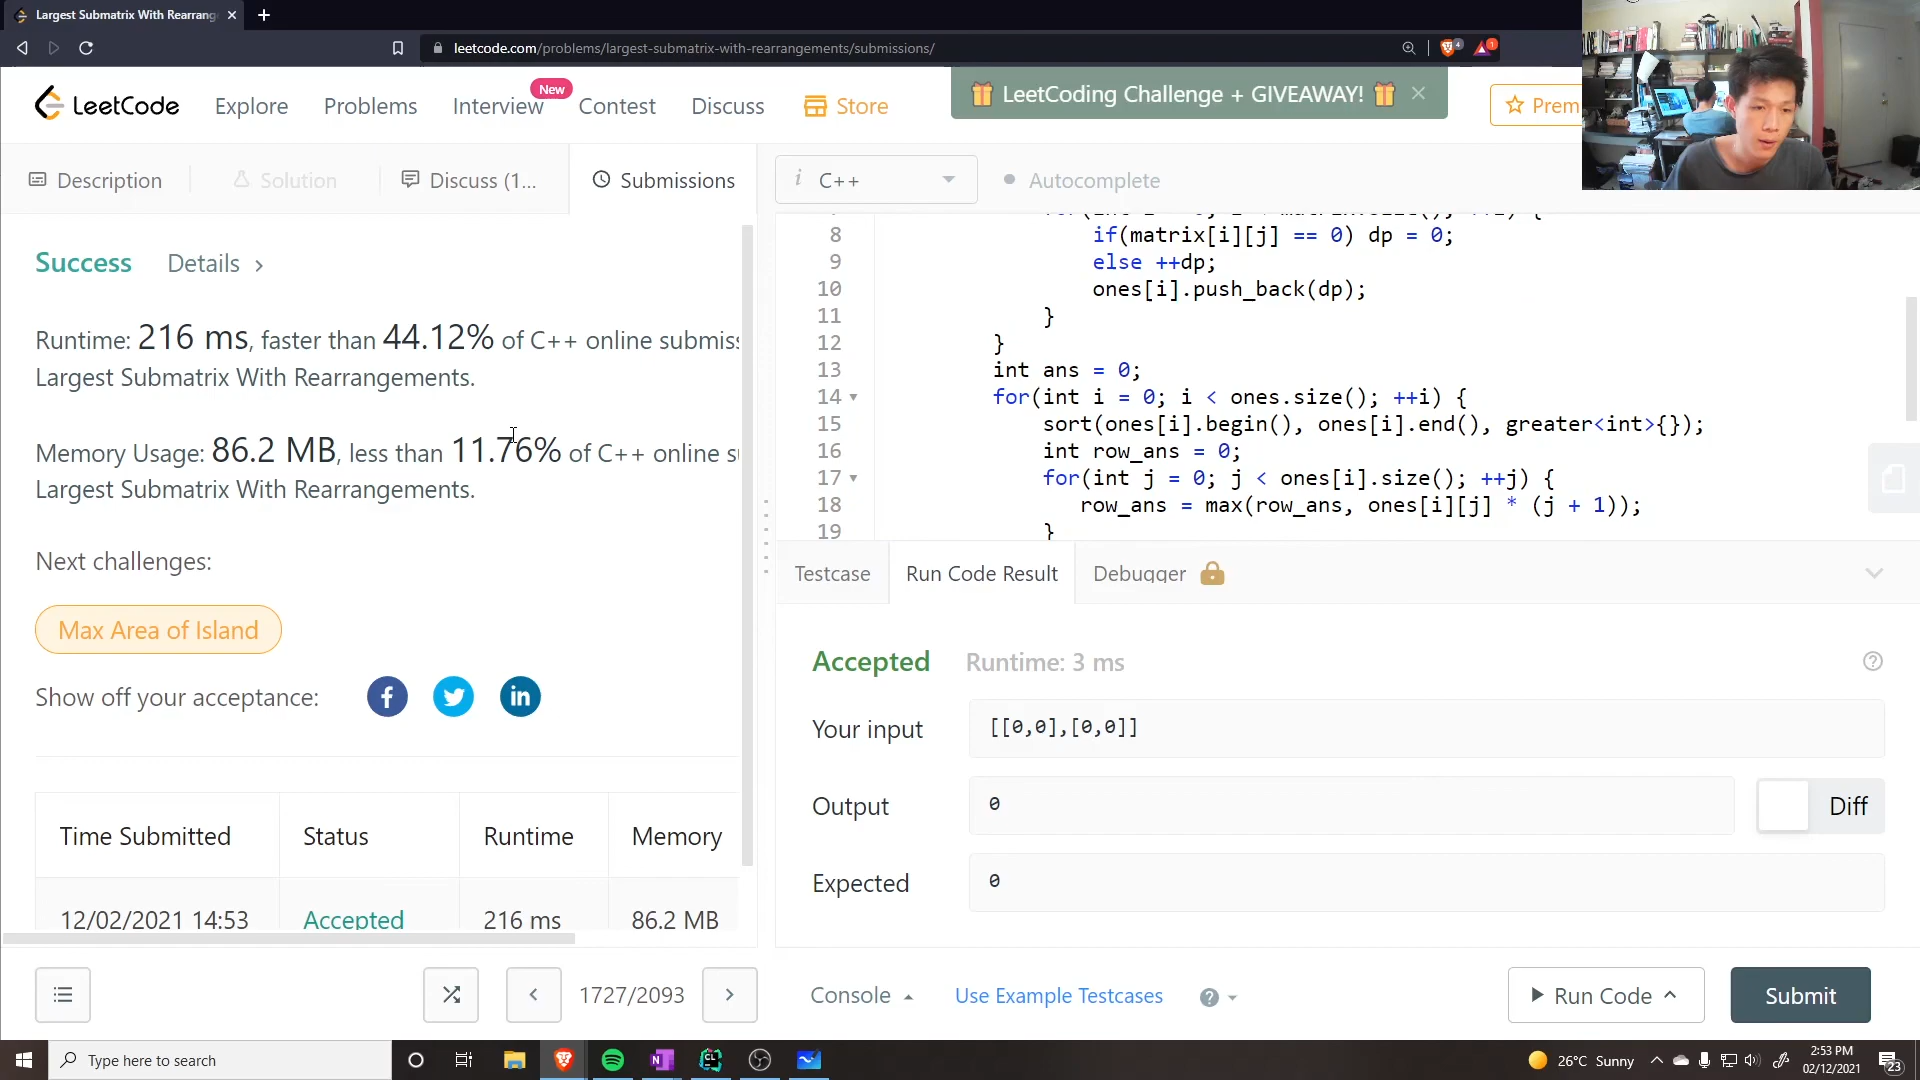 Largest Submatrix With Rearrang
leetcode.com/problems/largest-submatrix-with-rearrangements/submissions/
4
1
LeetCode
Explore
Problems
Interview
New
Contest
Discuss
Store
LeetCoding Challenge + GIVEAWAY!
Prem
Description
Solution
Discuss (1...
Submissions
i C++
Autocomplete
Success
Details
Runtime: 216 ms, faster than 44.12% of C++ online submiss
Largest Submatrix With Rearrangements.
Memory Usage: 86.2 MB, less than 11.76% of C++ online s
Largest Submatrix With Rearrangements.
Next challenges:
Max Area of Island
Show off your acceptance:
Time Submitted
Status
Runtime
Memory
12/02/2021 14:53
Accepted
216 ms
86.2 MB
8 if(matrix[i][j] == 0) dp = 0;
9 else ++dp;
10 ones[i].push_back(dp);
11 }
12 }
13 int ans = 0;
14 for(int i = 0; i < ones.size(); ++i) {
15 sort(ones[i].begin(), ones[i].end(), greater<int>{});
16 int row_ans = 0;
17 for(int j = 0; j < ones[i].size(); ++j) {
18 row_ans = max(row_ans, ones[i][j] * (j + 1));
19 }
Testcase
Run Code Result
Debugger
Accepted
Runtime: 3 ms
Your input
[[0,0],[0,0]]
Output
0
Diff
Expected
0
1727/2093
Console
Use Example Testcases
Run Code
Submit
Type here to search
26°C Sunny
2:53 PM
02/12/2021
23